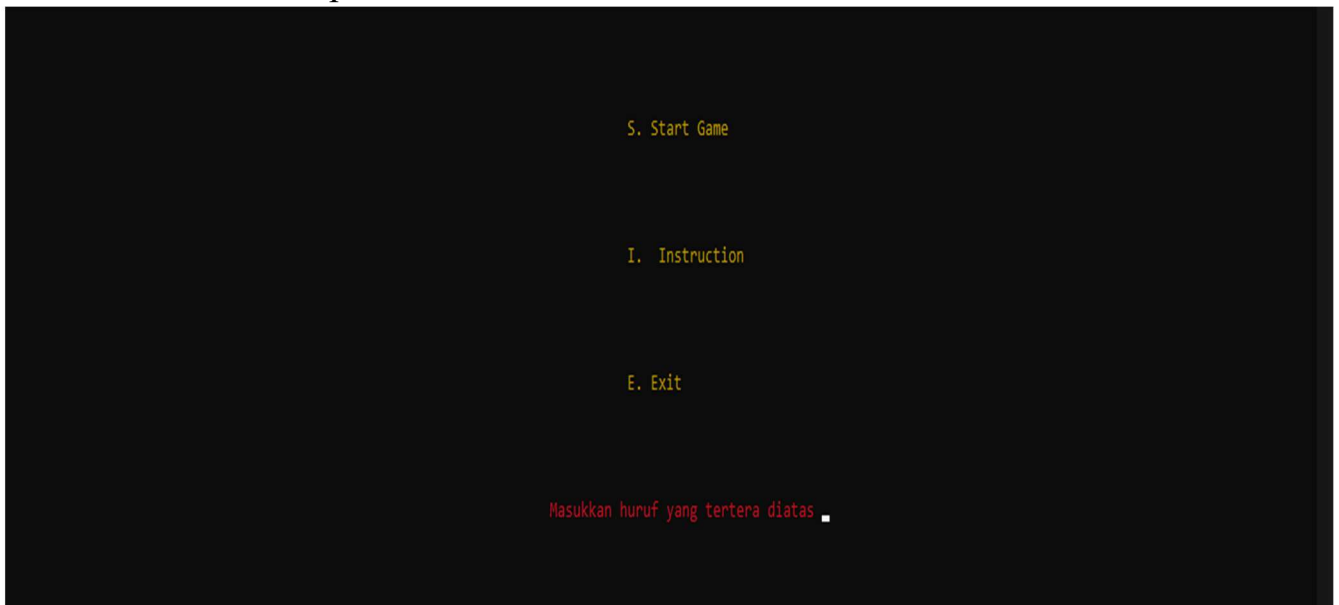 S. Start Game
I. Instruction
E. Exit
Masukkan huruf yang tertera diatas